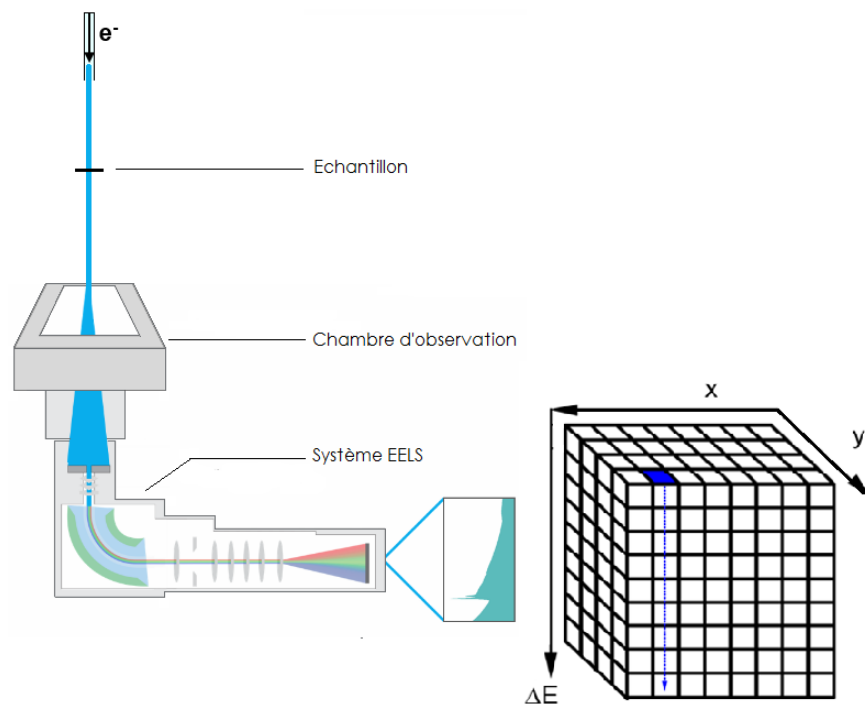 e-
Echantillon
Chambre d'observation
Système EELS
x
y
ΔE